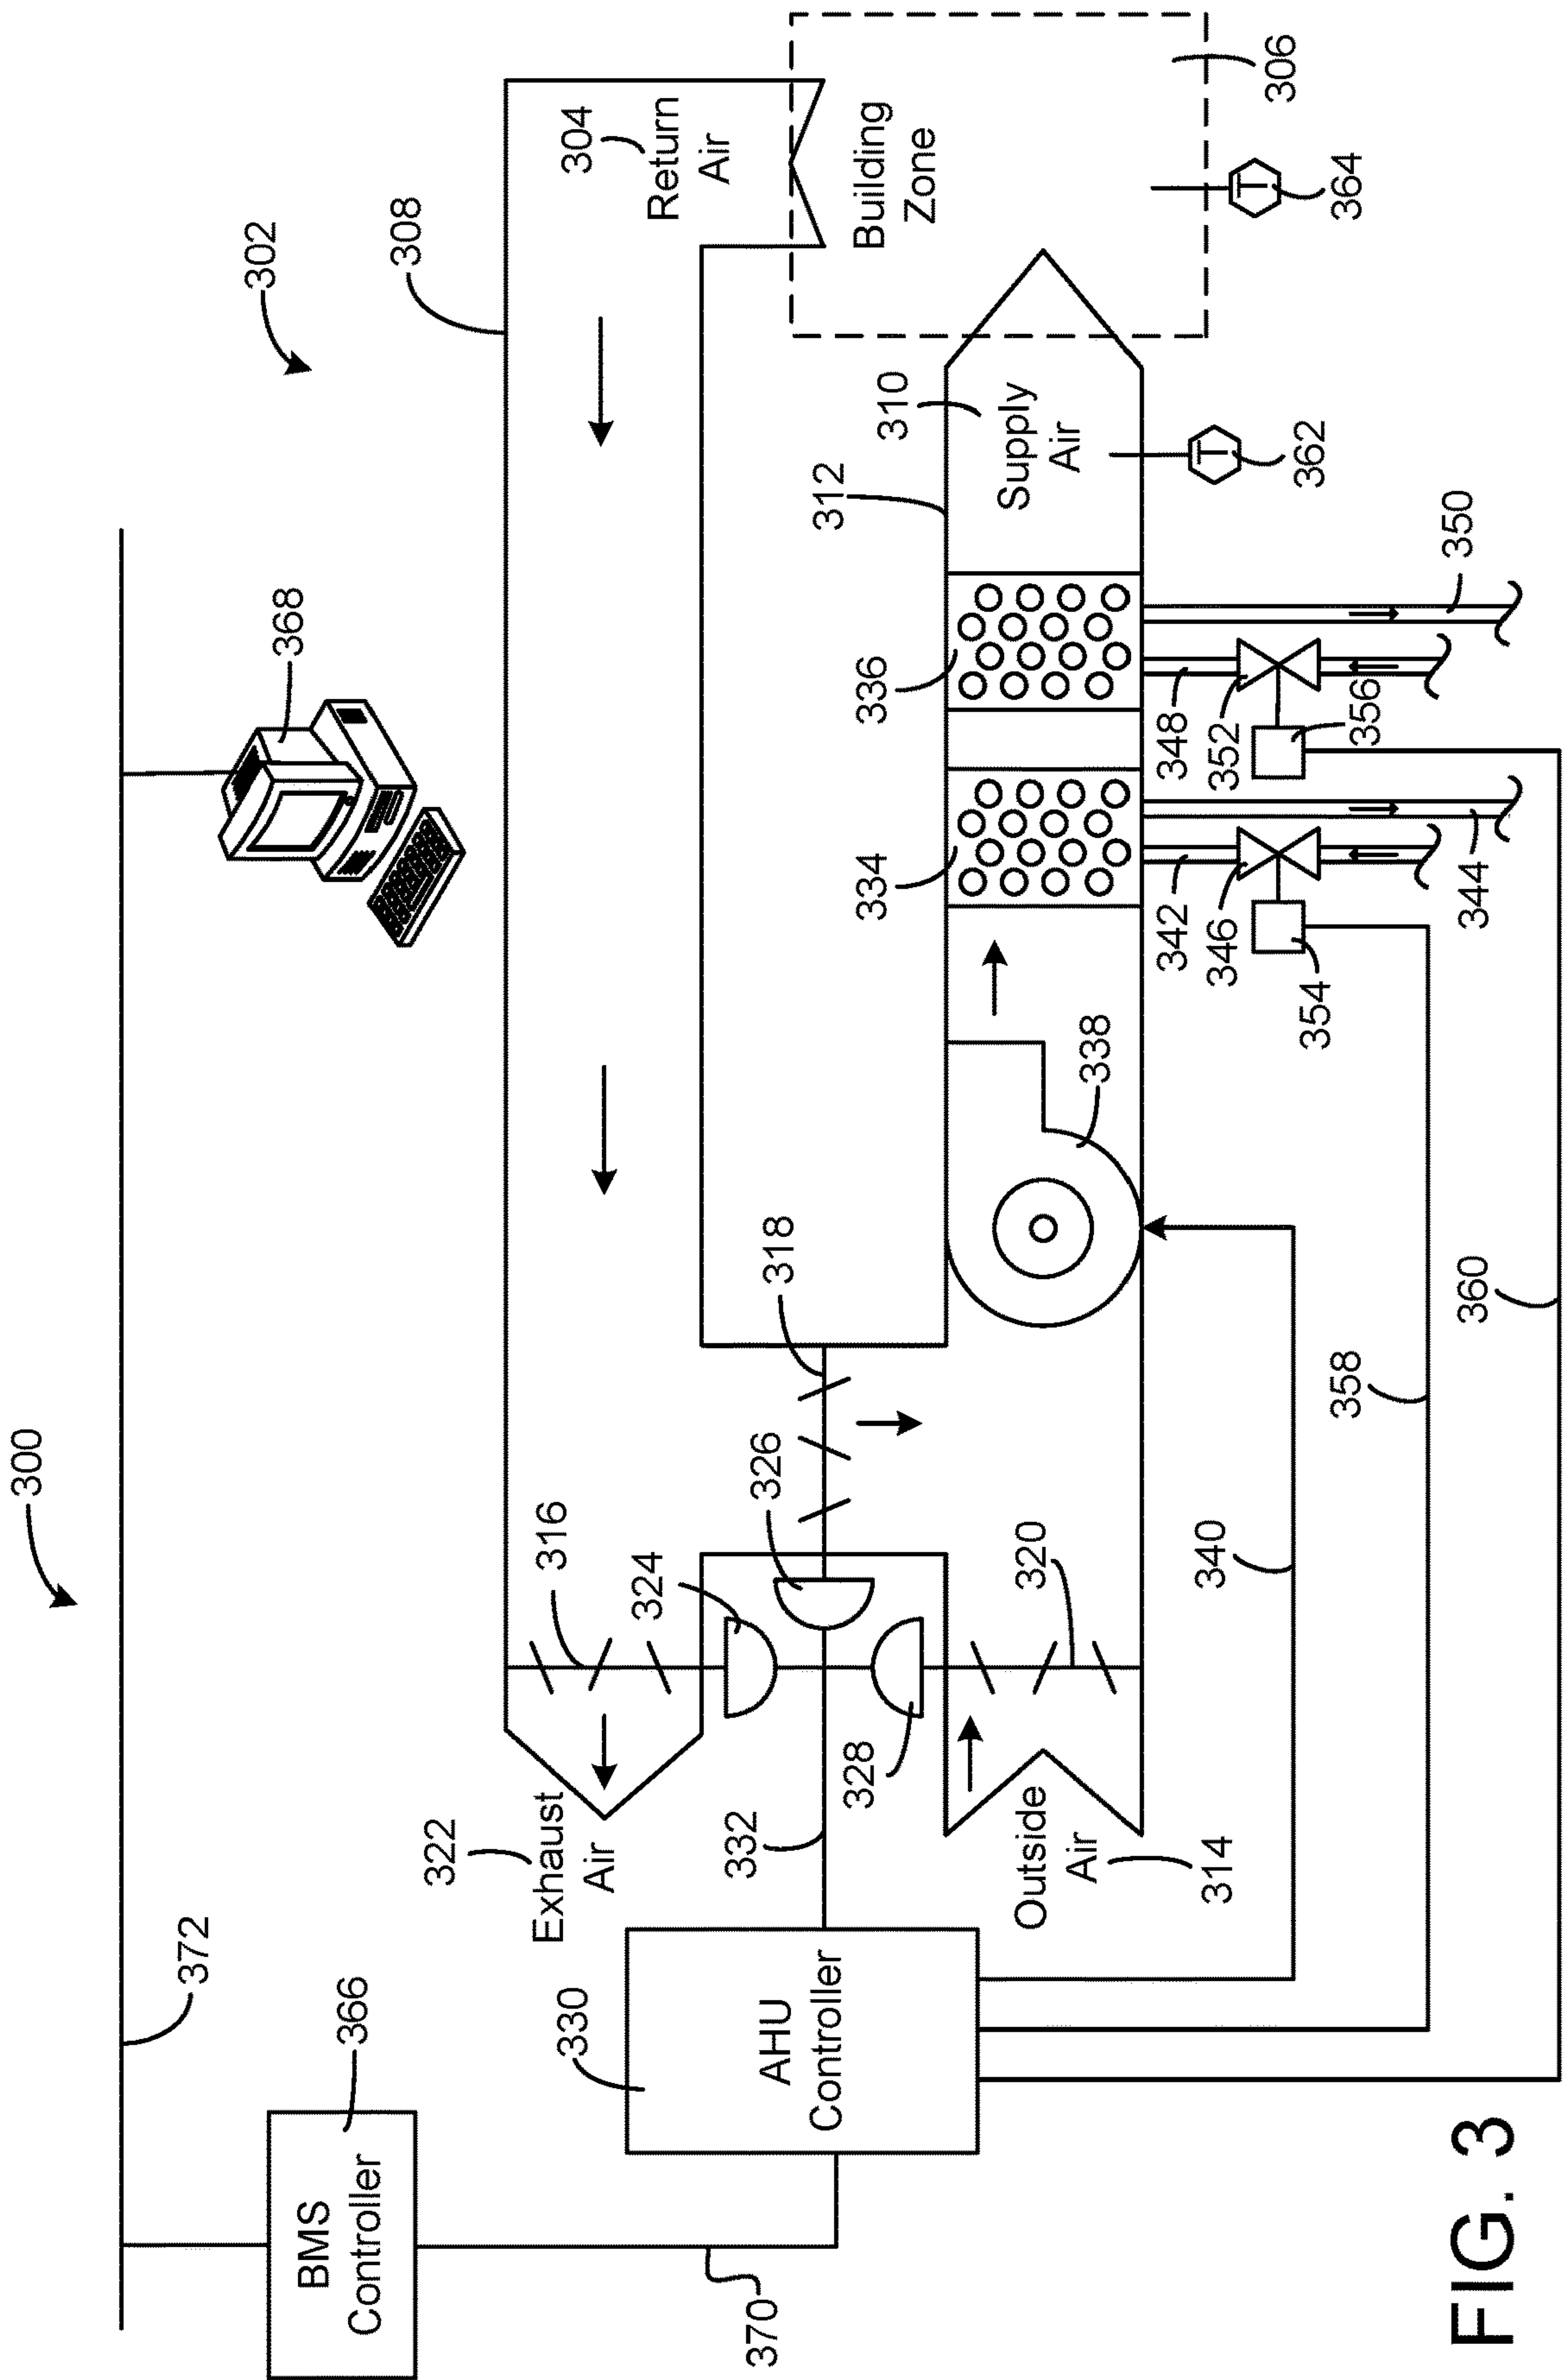 300
372
302
366
BMS
Controller
368
308
304
Return
Air
322
Exhaust
Air
316
324
326
318
370
330
AHU
Controller
332
328
Building
Zone
306
310
Supply
Air
312
334
336
338
Outside
Air
314
320
342
346
354
348
352
356
T
362
T
364
340
358
344
350
360
FIG. 3